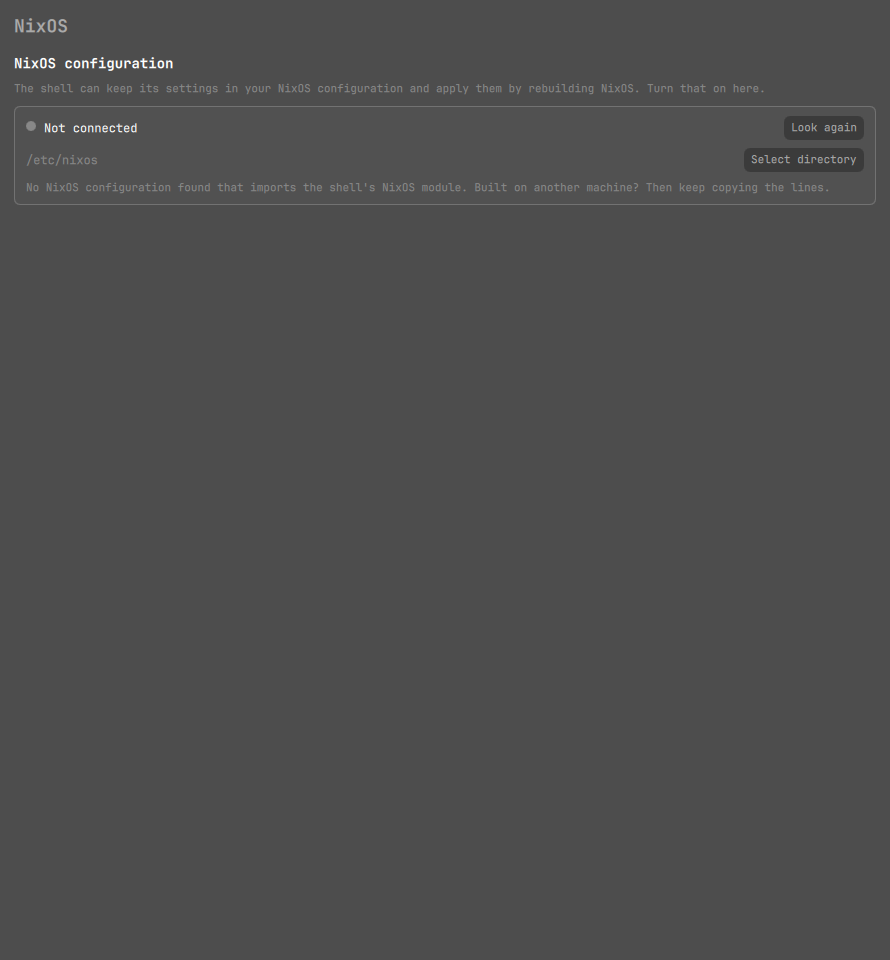 NixOS
NixOS configuration
The shell can keep its settings in your NixOS configuration and apply them by rebuilding NixOS. Turn that on here.
Not connected
Look again
/etc/nixos
Select directory
No NixOS configuration found that imports the shell's NixOS module. Built on another machine? Then keep copying the lines.